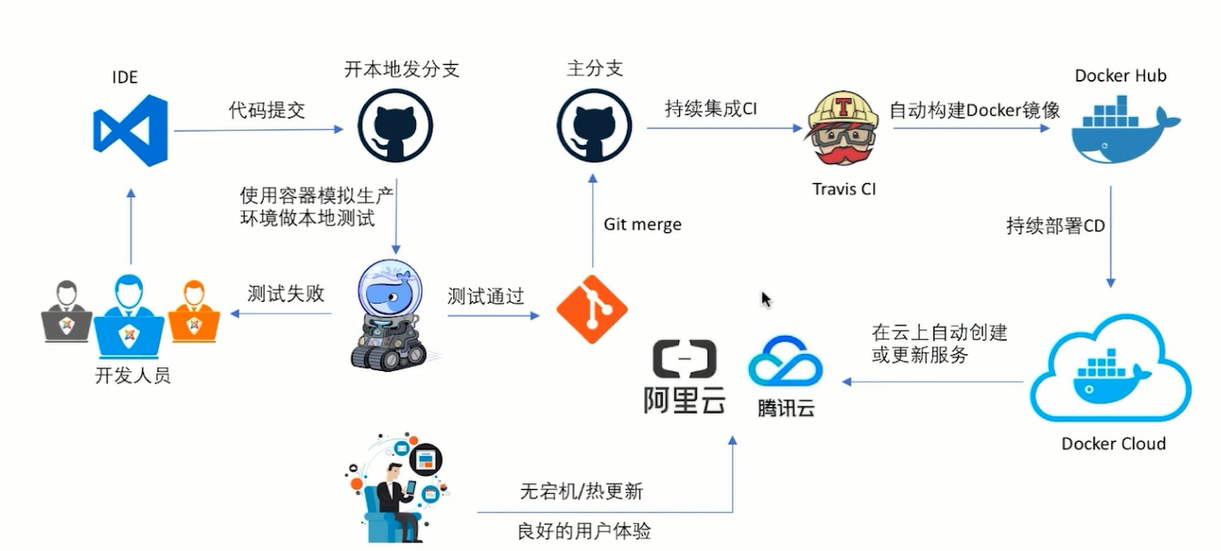 IDE
开本地发分支
主分支
Docker Hub
代码提交
持续集成CI
自动构建Docker镜像
T
Travis CI
使用容器模拟生产
环境做本地测试
Git merge
持续部署CD
测试失败
测试通过
开发人员
在云上自动创建
或更新服务
阿里云
腾讯云
Docker Cloud
无宕机/热更新
良好的用户体验